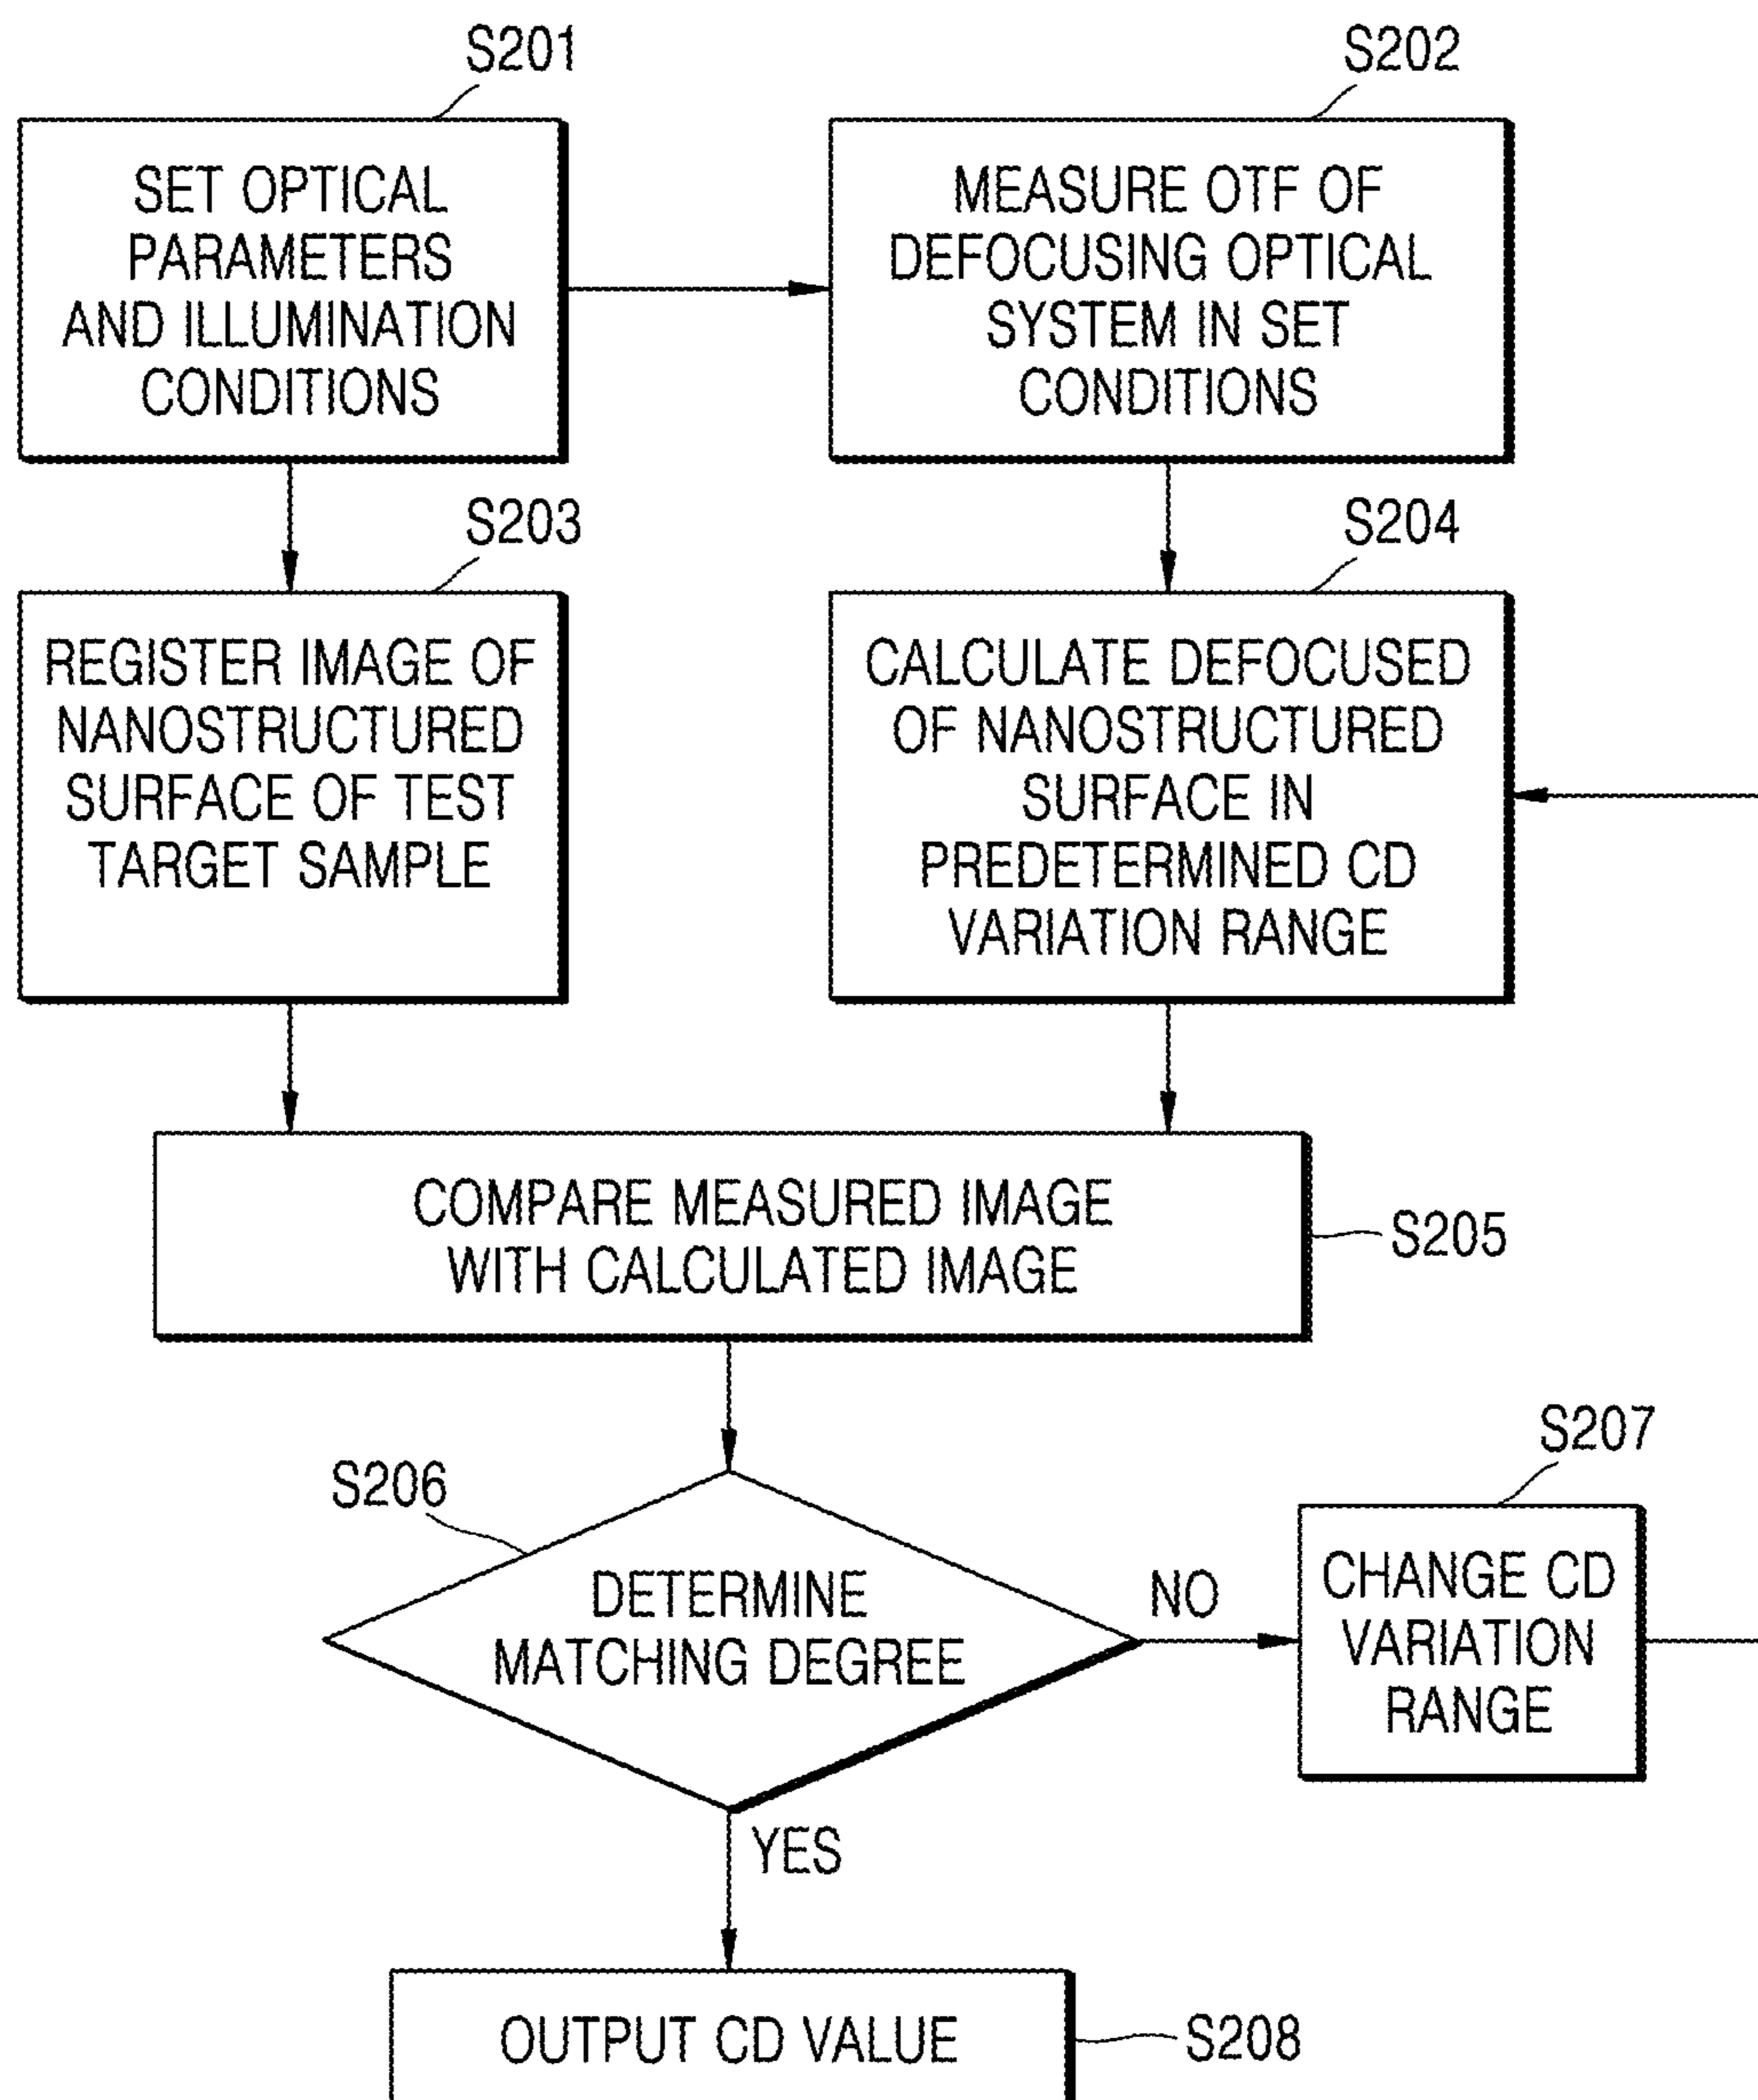 S201
SET OPTICAL
PARAMETERS
AND ILLUMINATION
CONDITIONS
S202
MEASURE OTF OF
DEFOCUSING OPTICAL
SYSTEM IN SET
CONDITIONS
S203
REGISTER IMAGE OF
NANOSTRUCTURED
SURFACE OF TEST
TARGET SAMPLE
S204
CALCULATE DEFOCUSED
OF NANOSTRUCTURED
SURFACE IN
PREDETERMINED CD
VARIATION RANGE
COMPARE MEASURED IMAGE
WITH CALCULATED IMAGE
S205
S206
DETERMINE
MATCHING DEGREE
NO
YES
S207
CHANGE CD
VARIATION
RANGE
OUTPUT CD VALUE
S208